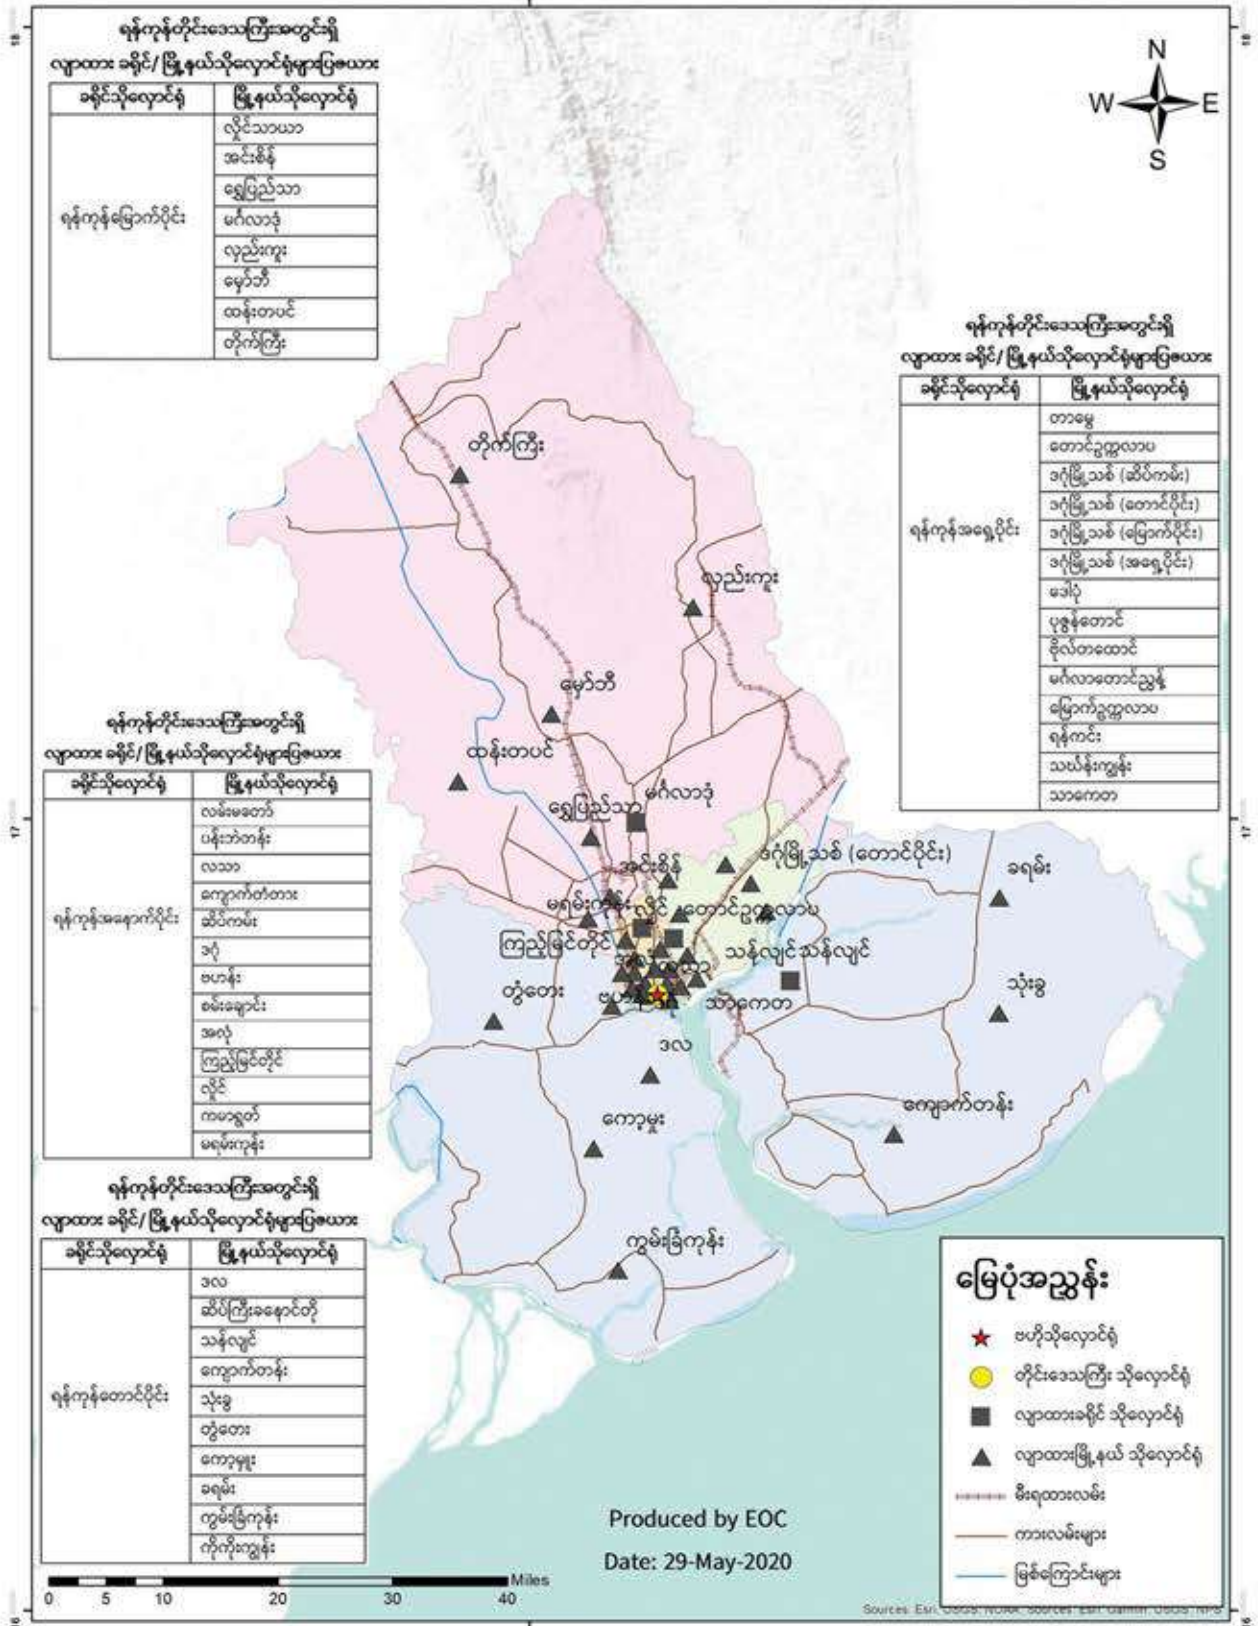 ရန်ကုန်တိုင်းဒေသကြီးအတွင်းရှိ
လျာထား ခရိုင်/ မြို့နယ်သိုလှောင်ရုံများပြဇယား
ခရိုင်သိုလှောင်ရုံ မြို့နယ်သိုလှောင်ရုံ
ရန်ကုန်မြောက်ပိုင်း
လှိုင်သာယာ
အင်းစိန်
ရွှေပြည်သာ
မင်္ဂလာဒုံ
လှည်းကူး
မှော်ဘီ
ထန်းတပင်
တိုက်ကြီး
N
W E
S
ရန်ကုန်တိုင်းဒေသကြီးအတွင်းရှိ
လျာထား ခရိုင်/ မြို့နယ်သိုလှောင်ရုံများပြဇယား
ခရိုင်သိုလှောင်ရုံ မြို့နယ်သိုလှောင်ရုံ
ရန်ကုန်အရှေ့ပိုင်း
တာမွေ
တောင်ဥက္ကလာပ
ဒဂုံမြို့သစ် (ဆိပ်ကမ်း)
ဒဂုံမြို့သစ် (တောင်ပိုင်း)
ဒဂုံမြို့သစ် (မြောက်ပိုင်း)
ဒဂုံမြို့သစ် (အရှေ့ပိုင်း)
ဒေါပုံ
ပုဇွန်တောင်
ဗိုလ်တထောင်
မင်္ဂလာတောင်ညွန့်
မြောက်ဥက္ကလာပ
ရန်ကင်း
သင်္ဃန်းကျွန်း
သာကေတ
ရန်ကုန်တိုင်းဒေသကြီးအတွင်းရှိ
လျာထား ခရိုင်/ မြို့နယ်သိုလှောင်ရုံများပြဇယား
ခရိုင်သိုလှောင်ရုံ မြို့နယ်သိုလှောင်ရုံ
ရန်ကုန်အနောက်ပိုင်း
လမ်းမတော်
ပန်းဘဲတန်း
လသာ
ကျောက်တံတား
ဆိပ်ကမ်း
ဒဂုံ
ဗဟန်း
စမ်းချောင်း
အလုံ
ကြည့်မြင်တိုင်
လှိုင်
ကမာရွတ်
မရမ်းကုန်း
ရန်ကုန်တိုင်းဒေသကြီးအတွင်းရှိ
လျာထား ခရိုင်/ မြို့နယ်သိုလှောင်ရုံများပြဇယား
ခရိုင်သိုလှောင်ရုံ မြို့နယ်သိုလှောင်ရုံ
ရန်ကုန်တောင်ပိုင်း
ဒလ
ဆိပ်ကြီးခနောင်တို
သန်လျင်
ကျောက်တန်း
သုံးခွ
တွံတေး
ကော့မှူး
ခရမ်း
ကွမ်းခြံကုန်း
ကိုကိုးကျွန်း
တိုက်ကြီး
လှည်းကူး
မှော်ဘီ
ထန်းတပင်
မင်္ဂလာဒုံ
ရွှေပြည်သာ
ဒဂုံမြို့သစ် (တောင်ပိုင်း)
အင်းစိန်
ခရမ်း
မရမ်းကုန်း လှိုင် တောင်ဥက္ကလာပ
ကြည့်မြင်တိုင်
သန်လျင် သန်လျင်
တွံတေး
သုံးခွ
သာကေတ
ဒလ
ကော့မှူး
ကျောက်တန်း
ကွမ်းခြံကုန်း
မြေပုံအညွှန်း
ဗဟိုသိုလှောင်ရုံ
တိုင်းဒေသကြီး သိုလှောင်ရုံ
လျာထားခရိုင် သိုလှောင်ရုံ
လျာထားမြို့နယ် သိုလှောင်ရုံ
မီးရထားလမ်း
ကားလမ်းများ
မြစ်ကြောင်းများ
Produced by EOC
Date: 29-May-2020
Miles
0 5 10 20 30 40
18
18
17
17